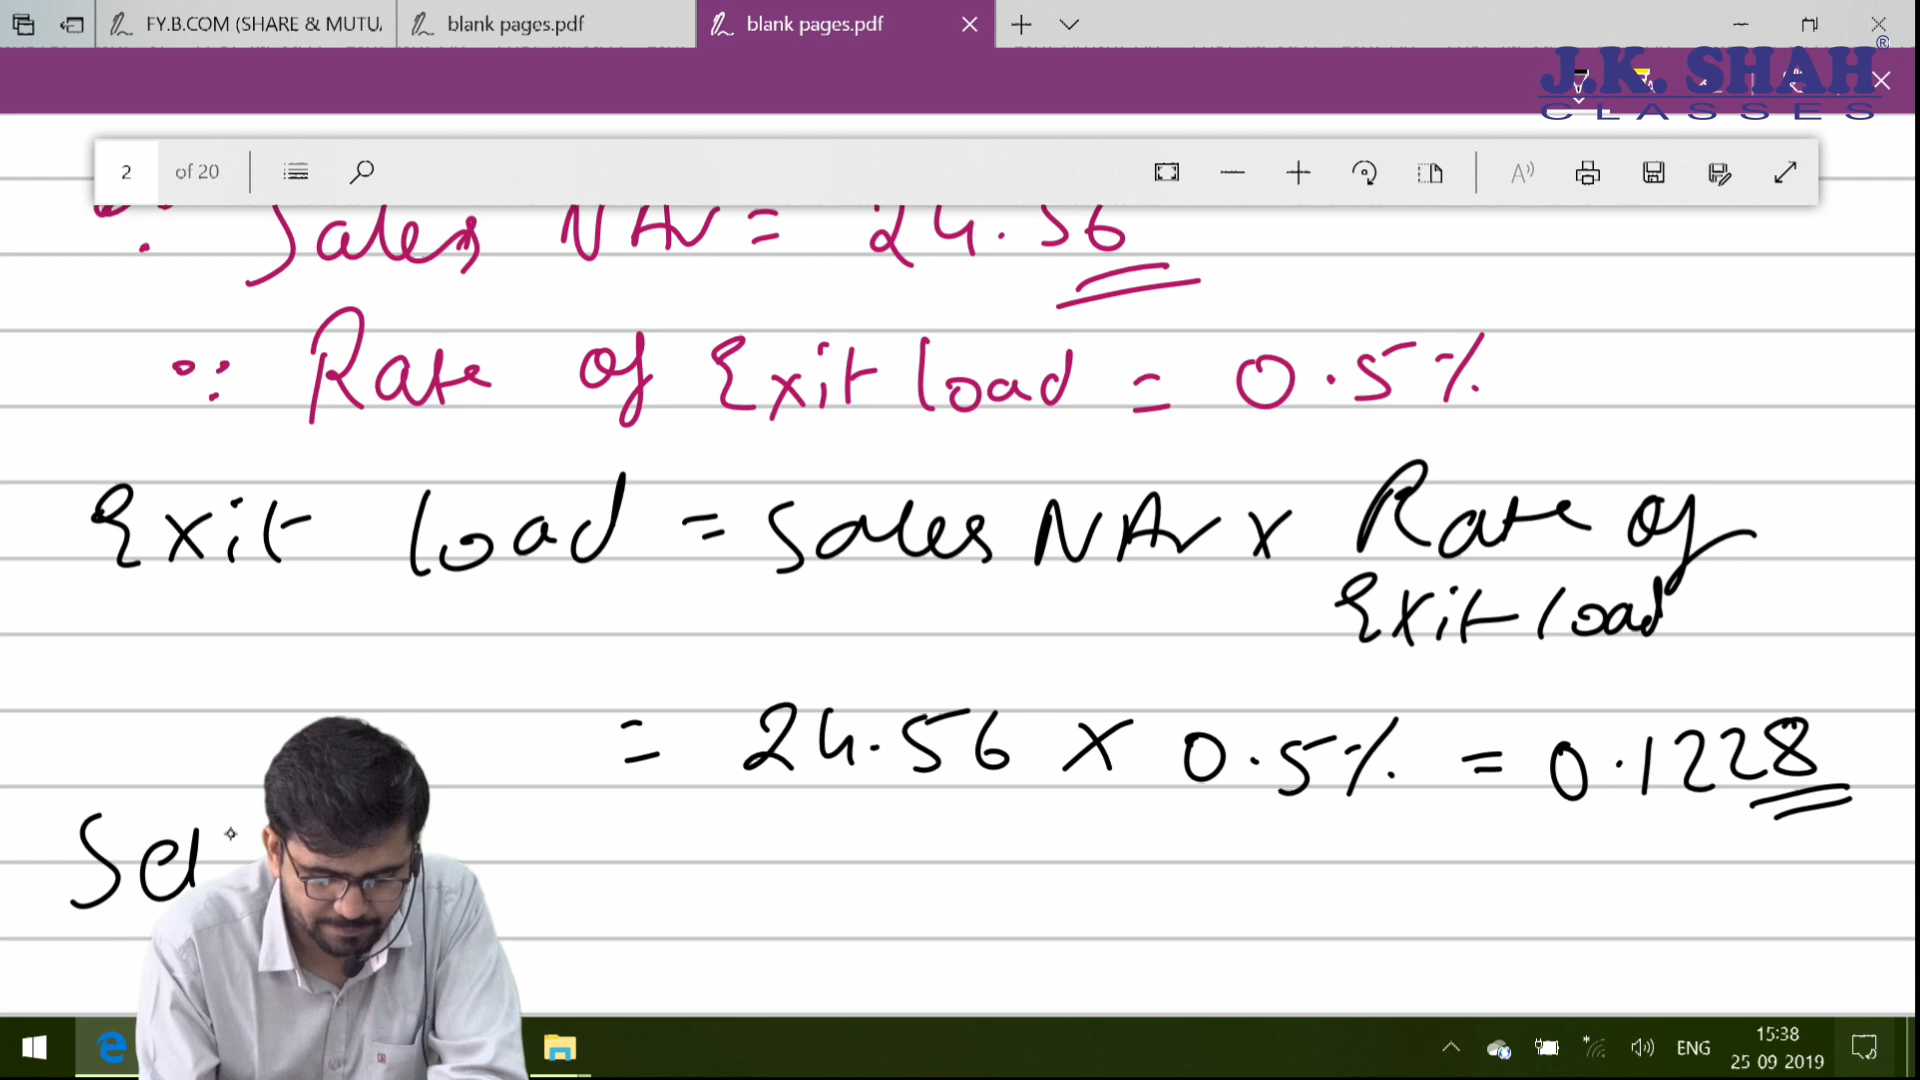 FY.B.COM (SHARE & MUTU
blank pages.pdf
blank pages.pdf
J.K. SHAH®
CLASSES
2 of 20
∵ Sales NAV = 24.56
∵ Rate of Exit load = 0.5%
Exit load = Sales NAV x Rate of
Exit load
= 24.56 x 0.5% = 0.1228
Sel
ENG
15:38
25 09 2019